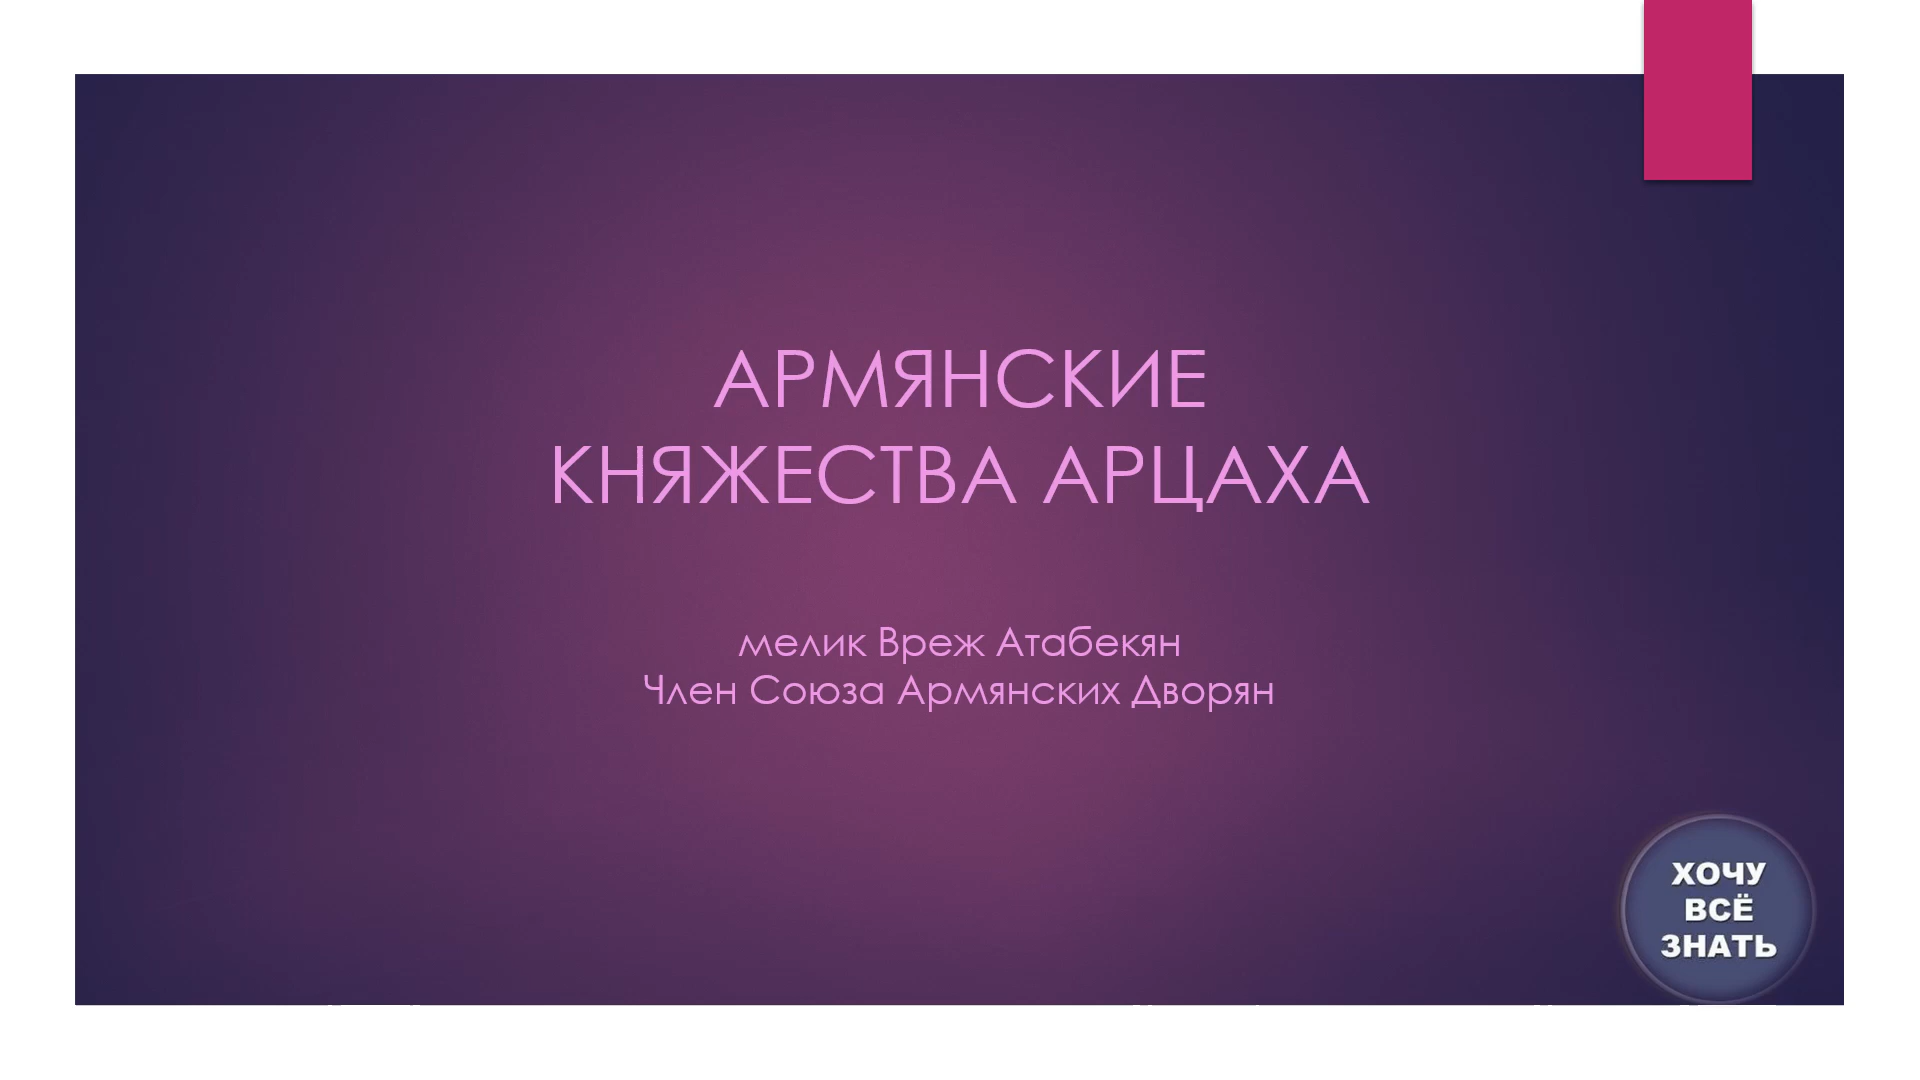 АРМЯНСКИЕ
КНЯЖЕСТВА АРЦАХА
мелик Вреж Атабекян
Член Союза Армянских Дворян
ХОЧУ
ВСЁ
ЗНАТЬ